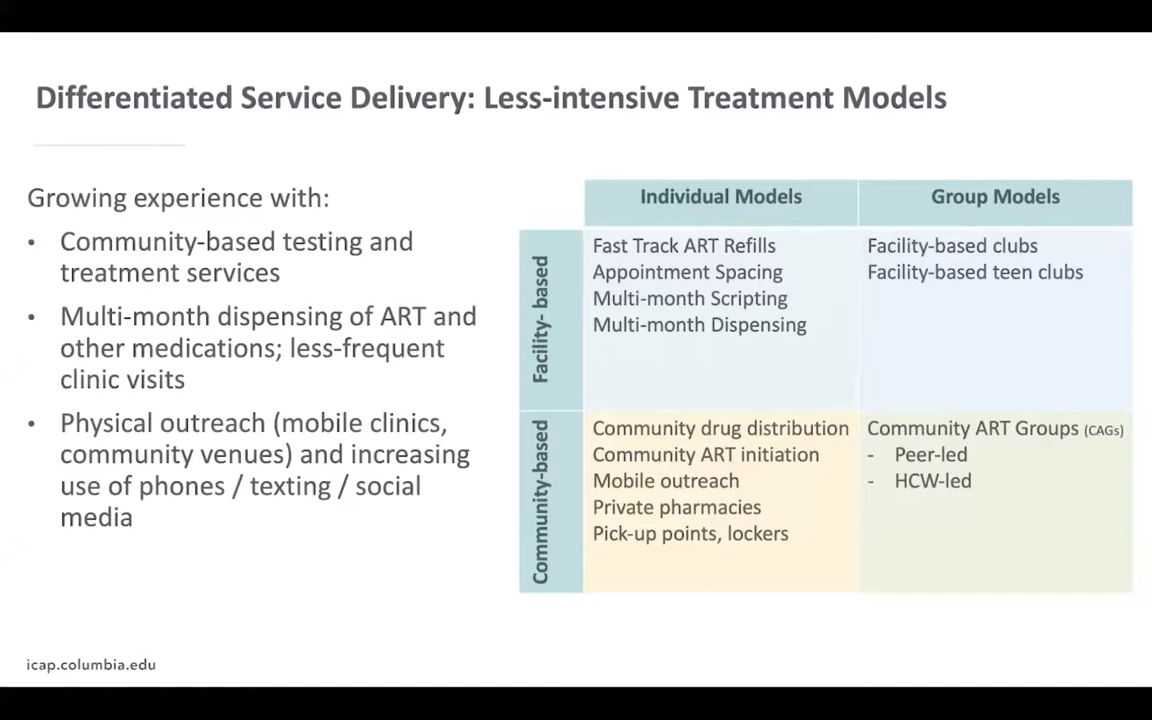 Differentiated Service Delivery: Less-intensive Treatment Models
Growing experience with:
• Community-based testing and
treatment services
• Multi-month dispensing of ART and
other medications; less-frequent
clinic visits
• Physical outreach (mobile clinics,
community venues) and increasing
use of phones / texting / social
media
Individual Models
Group Models
Facility- based
Fast Track ART Refills
Appointment Spacing
Multi-month Scripting
Multi-month Dispensing
Facility-based clubs
Facility-based teen clubs
Community-based
Community drug distribution
Community ART initiation
Mobile outreach
Private pharmacies
Pick-up points, lockers
Community ART Groups (CAGs)
- Peer-led
- HCW-led
icap.columbia.edu